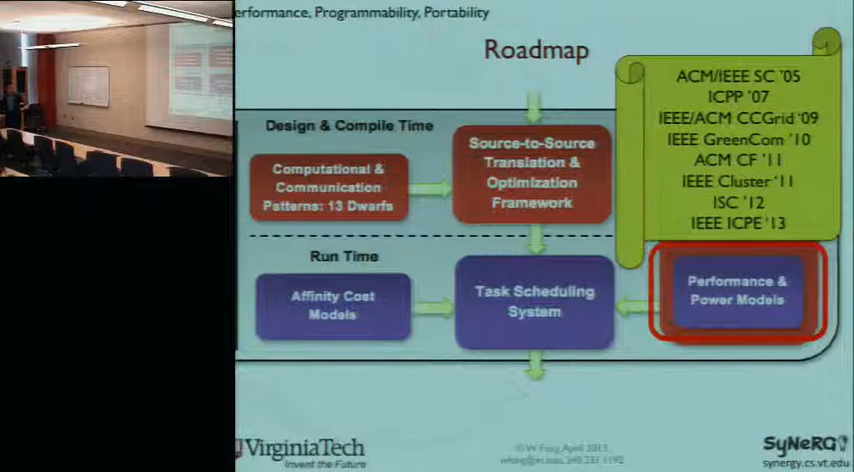 erformance, Programmability, Portability
Roadmap
ACM/IEEE SC '05
ICPP '07
IEEE/ACM CCGrid '09
IEEE GreenCom '10
ACM CF '11
IEEE Cluster '11
ISC '12
IEEE ICPE '13
Design & Compile Time
Computational &
Communication
Patterns: 13 Dwarfs
Source-to-Source
Translation &
Optimization
Framework
Run Time
Affinity Cost
Models
Task Scheduling
System
Performance &
Power Models
VirginiaTech
Invent the Future
© W. Feng, April 2013
SyNeRG
synergy.cs.vt.edu